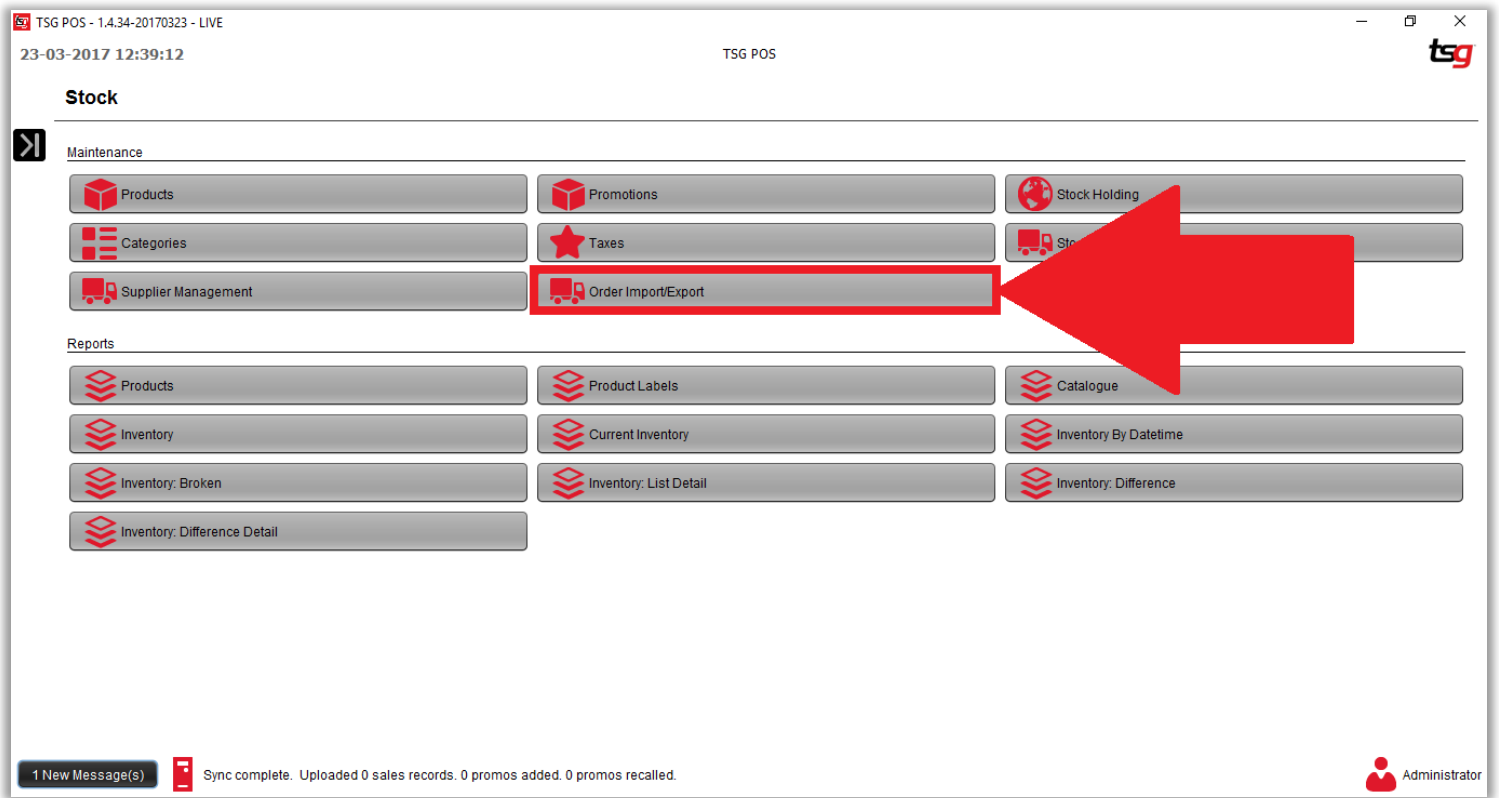 TSG POS - 1.4.34-20170323 - LIVE
23-03-2017 12:39:12
TSG POS
tsg
Stock
Maintenance
Products
Promotions
Stock Holding
Categories
Taxes
Supplier Management
Order Import/Export
Reports
Products
Product Labels
Catalogue
Inventory
Current Inventory
Inventory By Datetime
Inventory: Broken
Inventory: List Detail
Inventory: Difference
Inventory: Difference Detail
1 New Message(s)
Sync complete. Uploaded 0 sales records. 0 promos added. 0 promos recalled.
Administrator